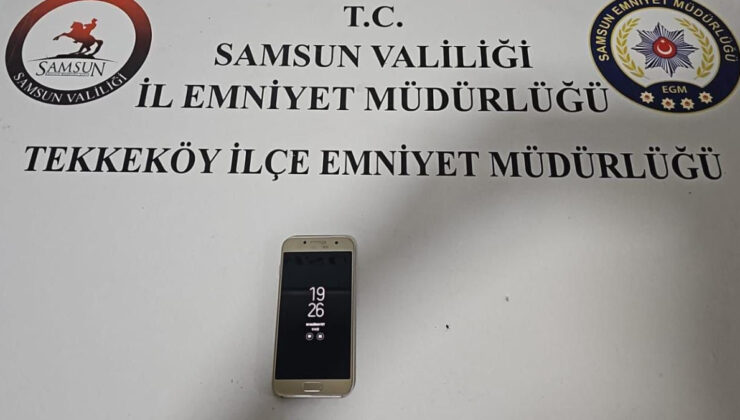 T.C.
SAMSUN VALİLİĞİ
İL EMNİYET MÜDÜRLÜĞÜ
TEKKEKÖY İLÇE EMNİYET MÜDÜRLÜĞÜ
SAMSUN
SAMSUN VALİLİĞİ
SAMSUN EMNİYET MÜDÜRLÜĞÜ
EGM
19
26